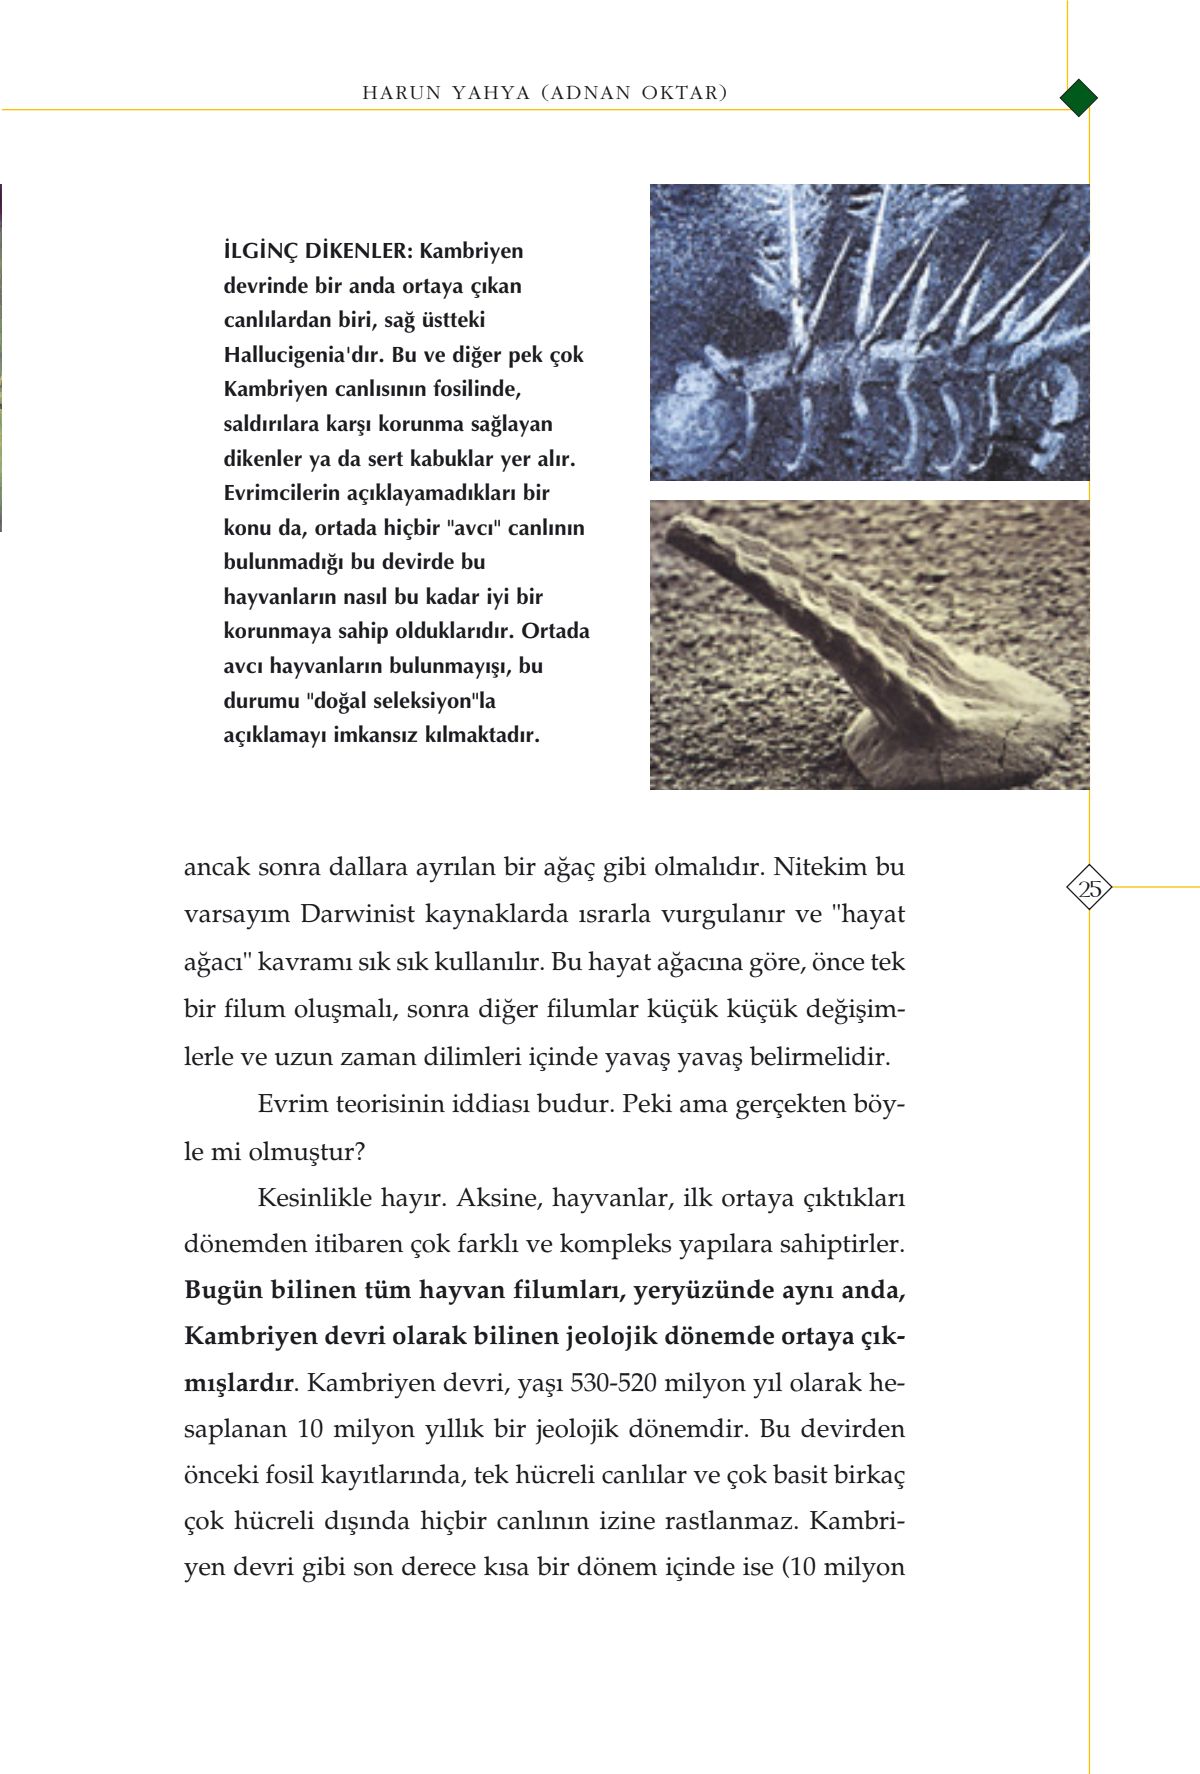 HARUN YAHYA (ADNAN OKTAR)
İLGİNÇ DİKENLER: Kambriyen
devrinde bir anda ortaya çıkan
canlılardan biri, sağ üstteki
Hallucigenia'dır. Bu ve diğer pek çok
Kambriyen canlısının fosilinde,
saldırılara karşı korunma sağlayan
dikenler ya da sert kabuklar yer alır.
Evrimcilerin açıklayamadıkları bir
konu da, ortada hiçbir "avcı" canlının
bulunmadığı bu devirde bu
hayvanların nasıl bu kadar iyi bir
korunmaya sahip olduklarıdır. Ortada
avcı hayvanların bulunmayışı, bu
durumu "doğal seleksiyon"la
açıklamayı imkansız kılmaktadır.
ancak sonra dallara ayrılan bir ağaç gibi olmalıdır. Nitekim bu
varsayım Darwinist kaynaklarda ısrarla vurgulanır ve "hayat
ağacı" kavramı sık sık kullanılır. Bu hayat ağacına göre, önce tek
bir filum oluşmalı, sonra diğer filumlar küçük küçük değişim-
lerle ve uzun zaman dilimleri içinde yavaş yavaş belirmelidir.
Evrim teorisinin iddiası budur. Peki ama gerçekten böy-
le mi olmuştur?
Kesinlikle hayır. Aksine, hayvanlar, ilk ortaya çıktıkları
dönemden itibaren çok farklı ve kompleks yapılara sahiptirler.
Bugün bilinen tüm hayvan filumları, yeryüzünde aynı anda,
Kambriyen devri olarak bilinen jeolojik dönemde ortaya çık-
mışlardır. Kambriyen devri, yaşı 530-520 milyon yıl olarak he-
saplanan 10 milyon yıllık bir jeolojik dönemdir. Bu devirden
önceki fosil kayıtlarında, tek hücreli canlılar ve çok basit birkaç
çok hücreli dışında hiçbir canlının izine rastlanmaz. Kambri-
yen devri gibi son derece kısa bir dönem içinde ise (10 milyon
25